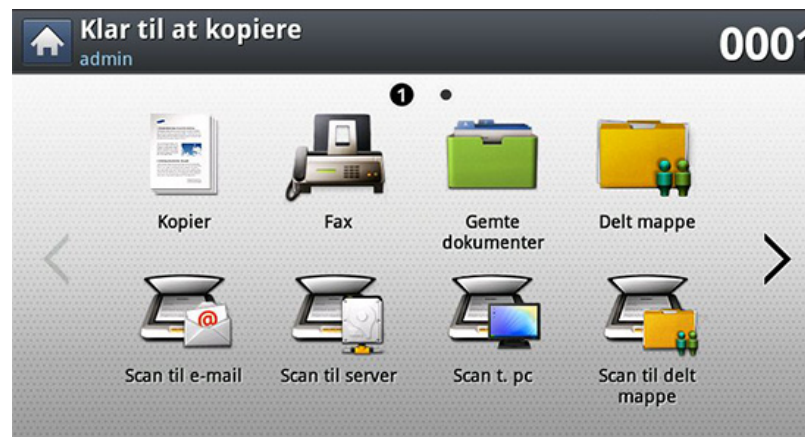 Klar til at kopiere
admin
0001
1
Kopier
Fax
Gemte
dokumenter
Delt mappe
Scan til e-mail
Scan til server
Scan t. pc
Scan til delt
mappe